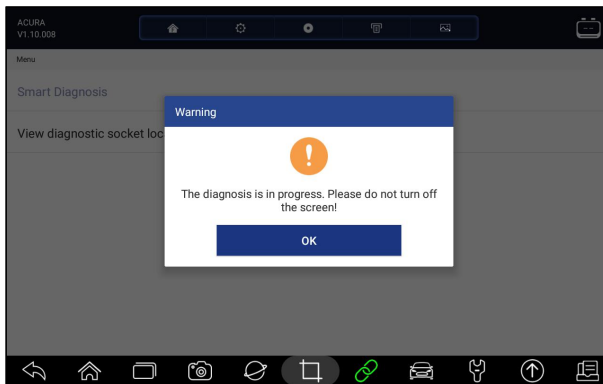 ACURA
V1.10.008
Menu
Smart Diagnosis
View diagnostic socket loc
Warning
The diagnosis is in progress. Please do not turn off
the screen!
OK